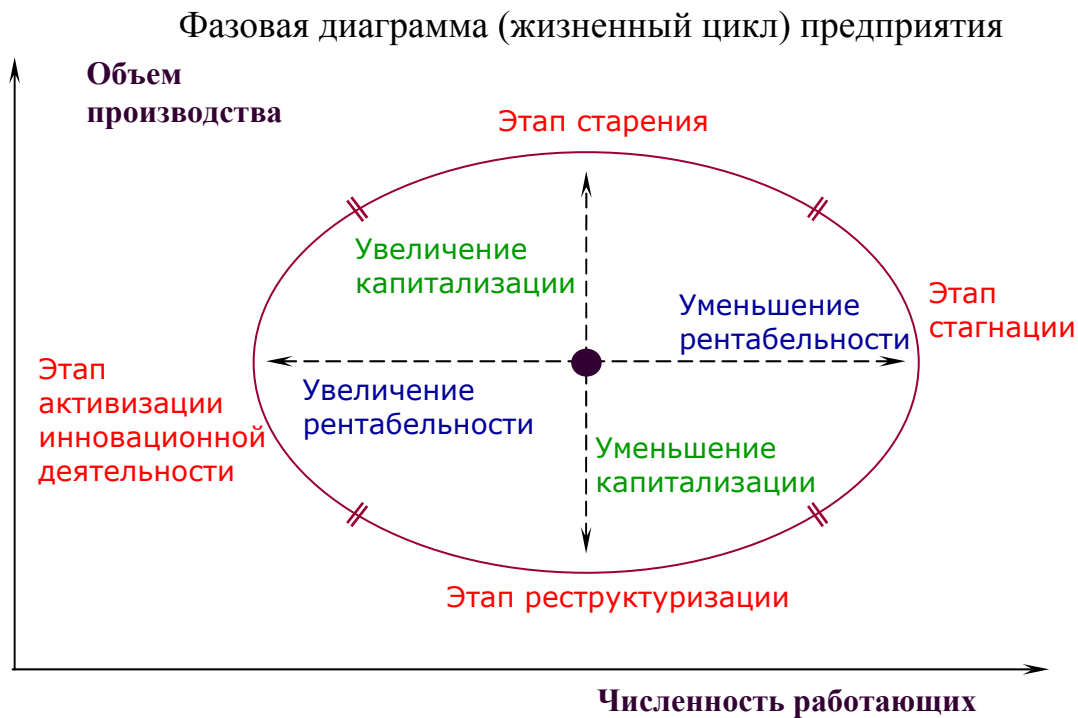 Фазовая диаграмма (жизненный цикл) предприятия
Объем
производства
Этап старения
Увеличение
капитализации
Уменьшение
рентабельности
Этап
стагнации
Этап
активизации
инновационной
деятельности
Увеличение
рентабельности
Уменьшение
капитализации
Этап реструктуризации
Численность работающих